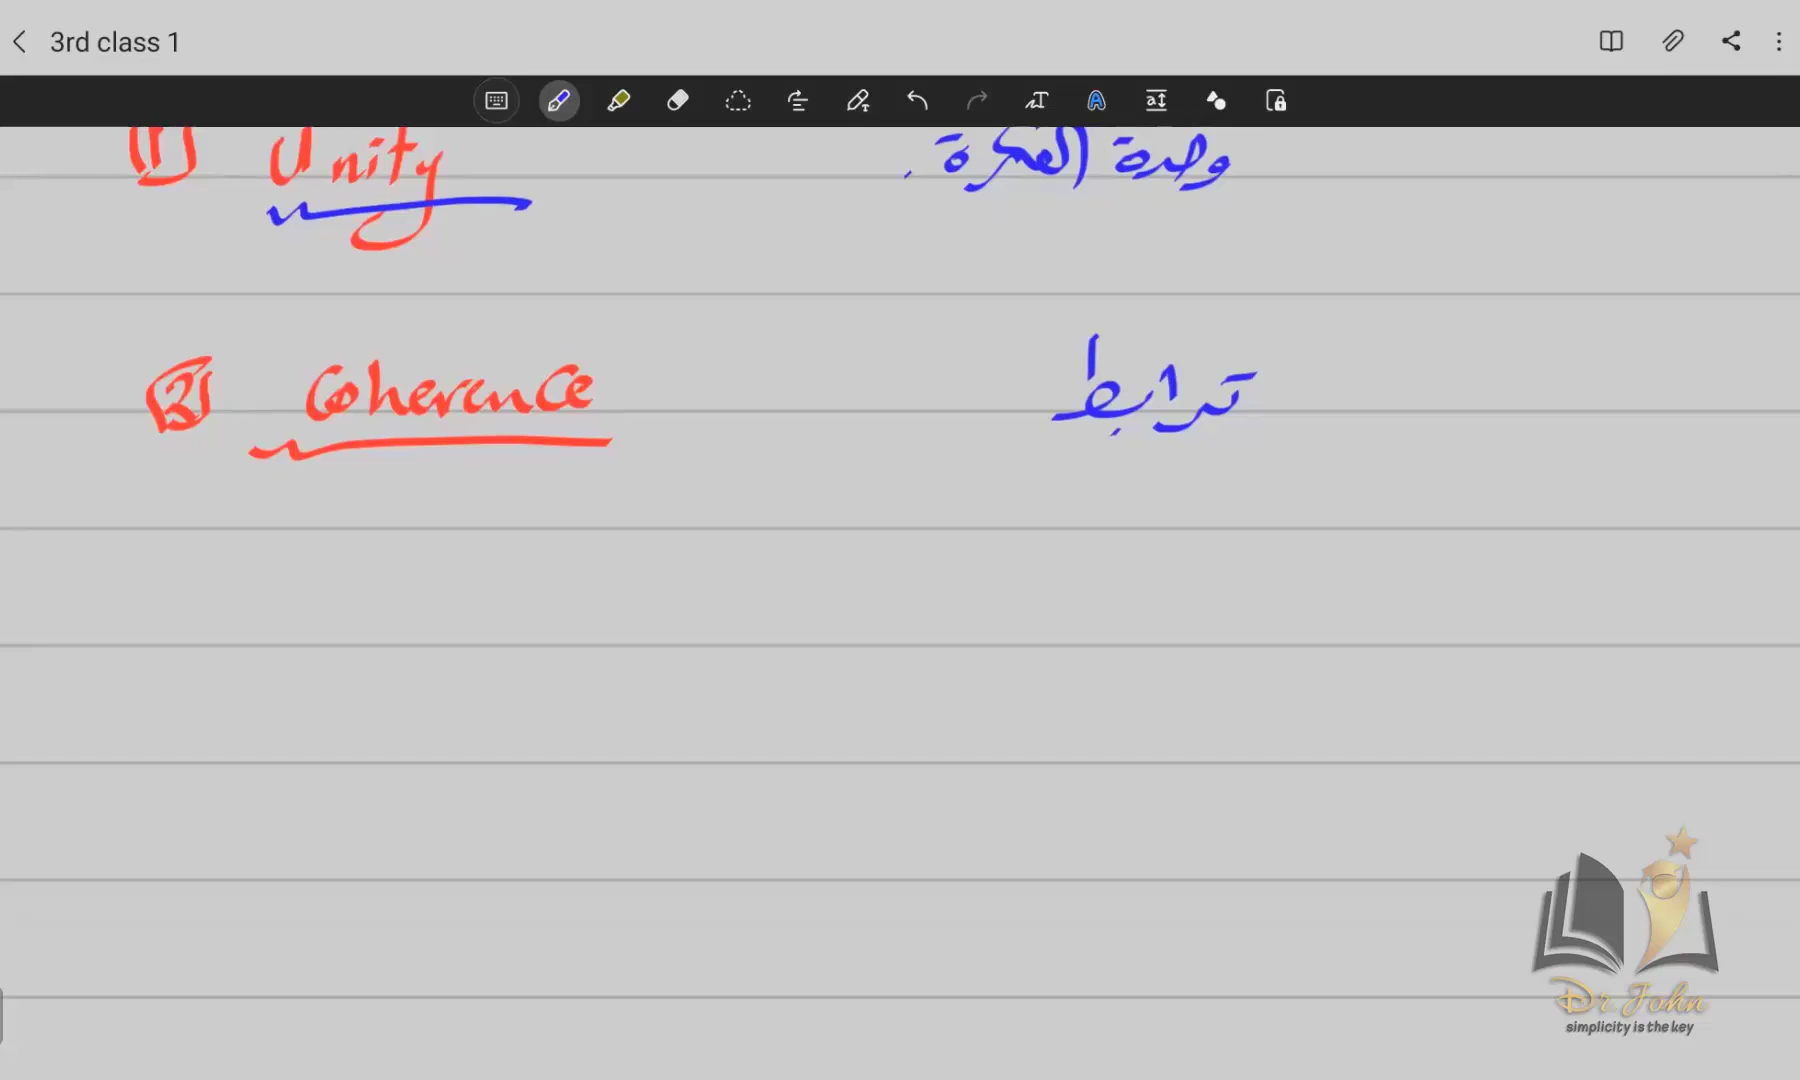 3rd class 1
(1) Unity وحدة الفكرة.
(2) Coherence ترابط
Dr. John
simplicity is the key